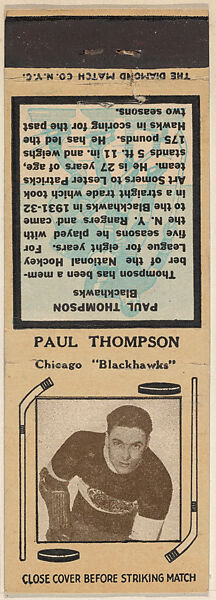 THE DIAMOND MATCH CO. N.Y.C.
PAUL THOMPSON
Blackhawks
Thompson has been a mem-
ber of the National Hockey
League for eight years. For
five seasons he played with
the N. Y. Rangers and came
to the Blackhawks in 1931-932
in a straight trade which took
Art Somers to Lester Patricks
team. He is 27 years of age,
stands 5 ft. 11 in. and weighs
175 pounds. He has led the
Hawks in scoring for the past
two seasons.
PAUL THOMPSON
Chicago "Blackhawks"
CLOSE COVER BEFORE STRIKING MATCH